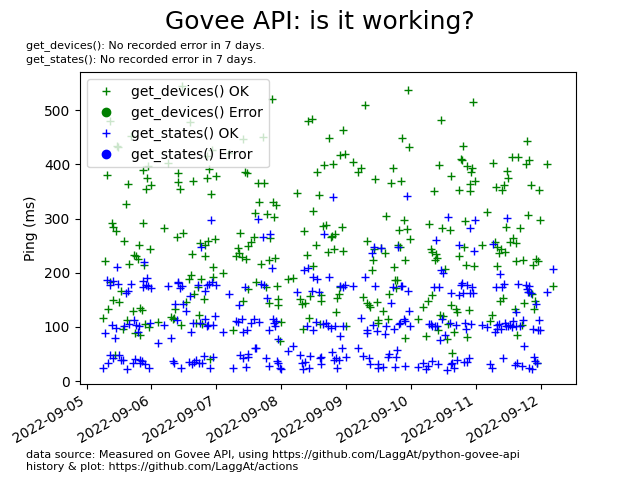 Govee API: is it working?
get_devices(): No recorded error in 7 days.
get_states(): No recorded error in 7 days.
get_devices() OK
get_devices() Error
get_states() OK
get_states() Error
Ping (ms)
500
400
300
200
100
0
2022-09-05
2022-09-06
2022-09-07
2022-09-08
2022-09-09
2022-09-10
2022-09-11
2022-09-12
data source: Measured on Govee API, using https://github.com/LaggAt/python-govee-api
history & plot: https://github.com/LaggAt/actions